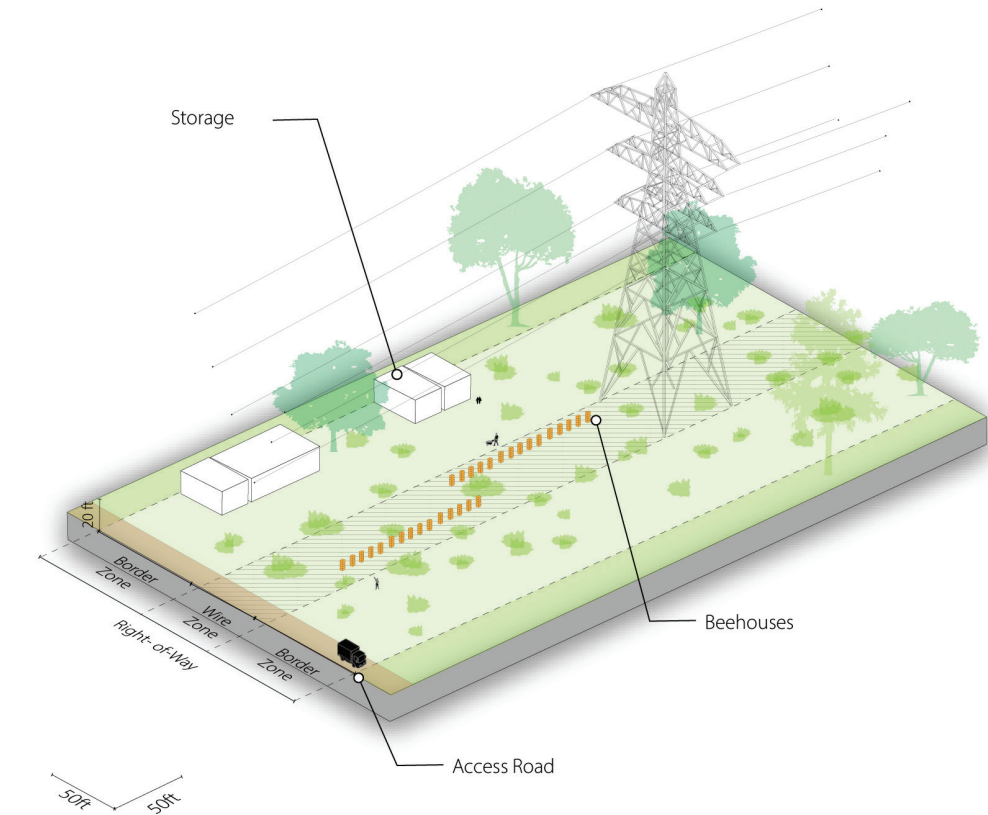 Storage
20 ft
Border
Zone
Wire
Zone
Border
Zone
Right-of-Way
Beehouses
Access Road
50ft
50ft